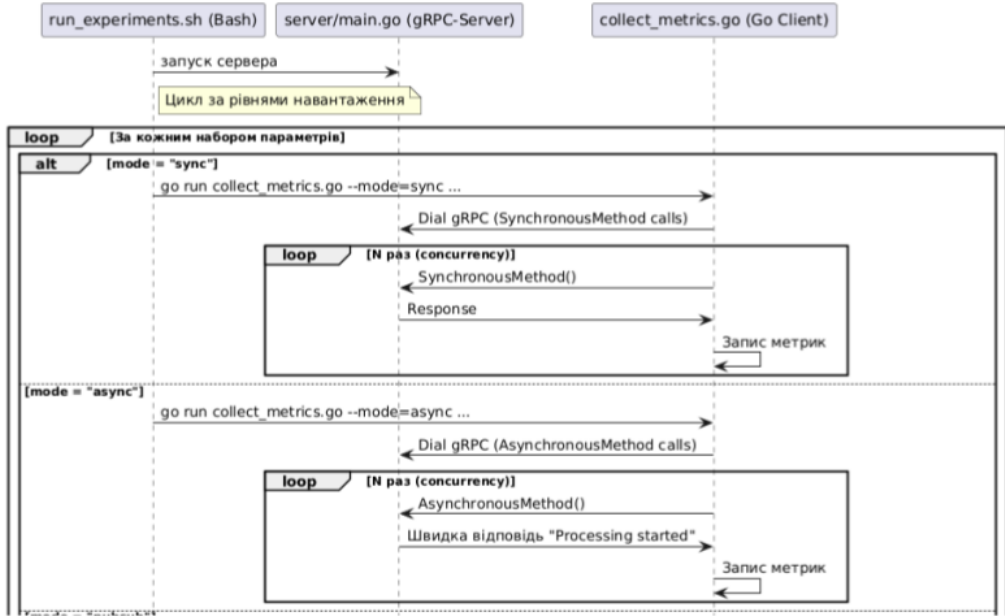 run_experiments.sh (Bash) server/main.go (gRPC-Server) collect_metrics.go (Go Client)
запуск сервера
Цикл за рівнями навантаження
loop [За кожним набором параметрів]
alt [mode = "sync"]
go run collect_metrics.go --mode=sync ...
Dial gRPC (SynchronousMethod calls)
loop [N раз (concurrency)]
SynchronousMethod()
Response
Запис метрик
[mode = "async"]
go run collect_metrics.go --mode=async ...
Dial gRPC (AsynchronousMethod calls)
loop [N раз (concurrency)]
AsynchronousMethod()
Швидка відповідь "Processing started"
Запис метрик